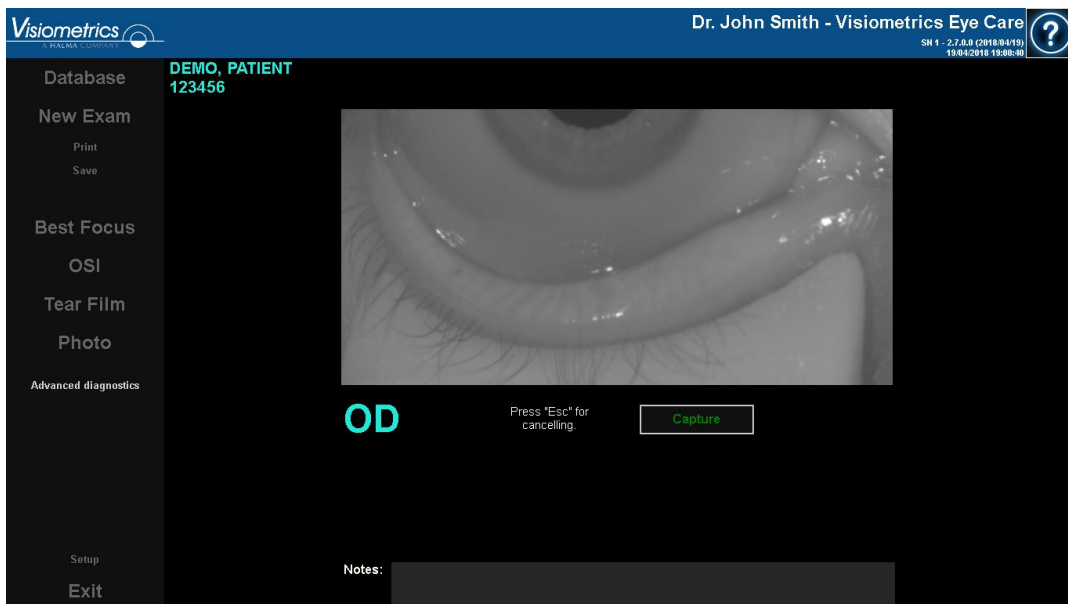 Visiometrics
A HALMA COMPANY
Dr. John Smith - Visiometrics Eye Care
SN 1 - 2.7.0.0 (2018/04/19)
19/04/2018 19:00:40
?
Database
New Exam
Print
Save
Best Focus
OSI
Tear Film
Photo
Advanced diagnostics
Setup
Exit
DEMO, PATIENT
123456
OD
Press "Esc" for
cancelling.
Capture
Notes: